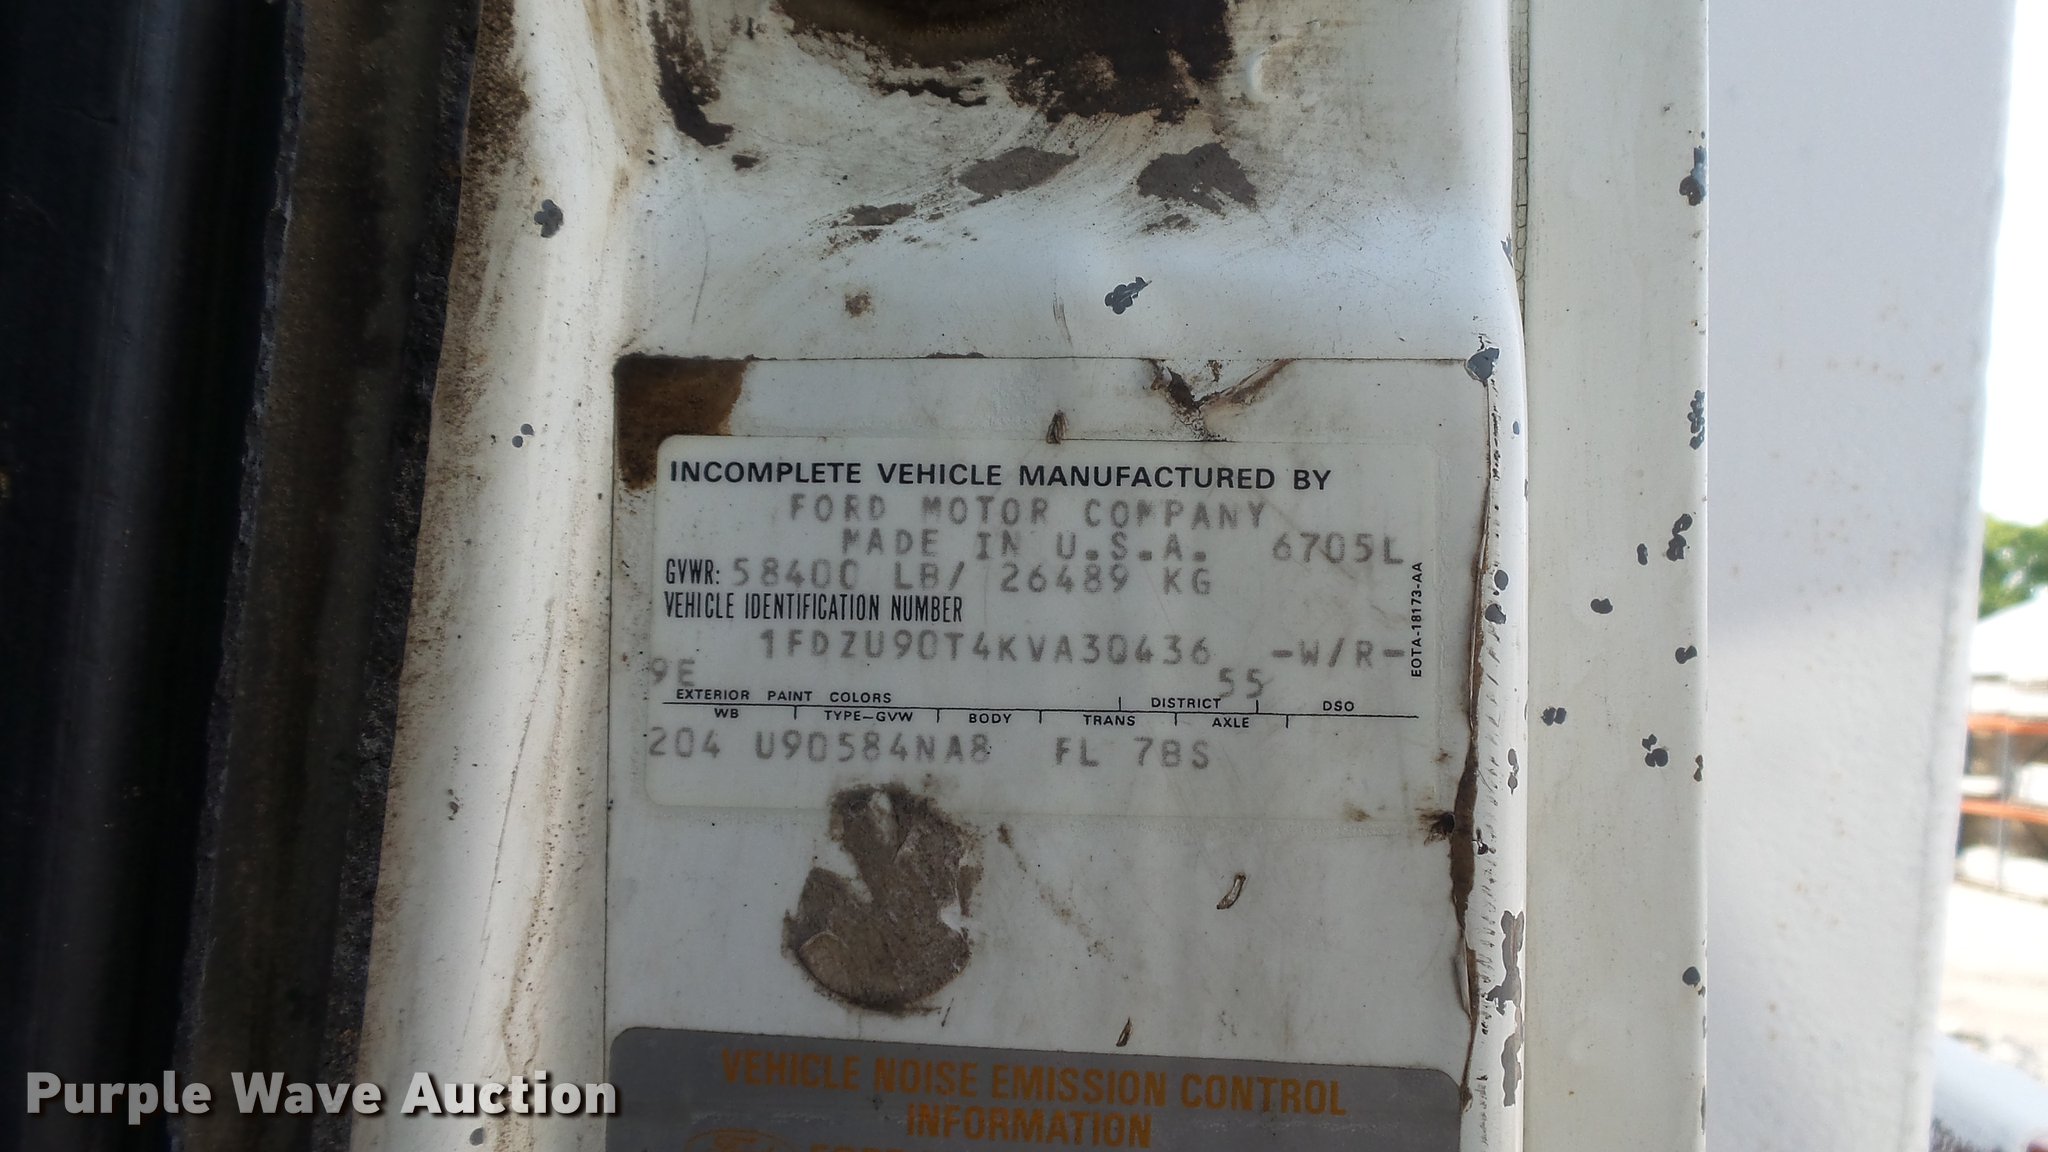 INCOMPLETE VEHICLE MANUFACTURED BY
FORD MOTOR COMPANY
MADE IN U.S.A. 6705L
GVWR: 58400 LB/ 26489 KG
VEHICLE IDENTIFICATION NUMBER
1FDZU90T4KVA30436 -W/R-
9E 55
EXTERIOR PAINT COLORS DISTRICT DSO
WB TYPE-GVW BODY TRANS AXLE
204 U90584NA8 FL 7BS
EOTA-18173-AA
VEHICLE NOISE EMISSION CONTROL
INFORMATION
Purple Wave Auction